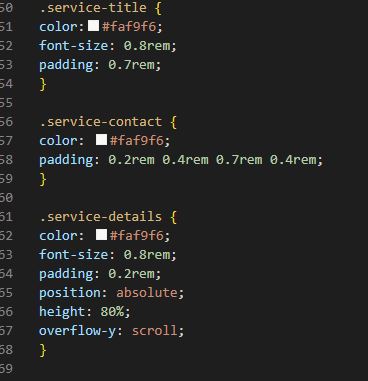 50 .service-title {
51 color: #faf9f6;
52 font-size: 0.8rem;
53 padding: 0.7rem;
54 }
55
56 .service-contact {
57 color: #faf9f6;
58 padding: 0.2rem 0.4rem 0.7rem 0.4rem;
59 }
60
61 .service-details {
62 color: #faf9f6;
63 font-size: 0.8rem;
64 padding: 0.2rem;
65 position: absolute;
66 height: 80%;
67 overflow-y: scroll;
68 }
69